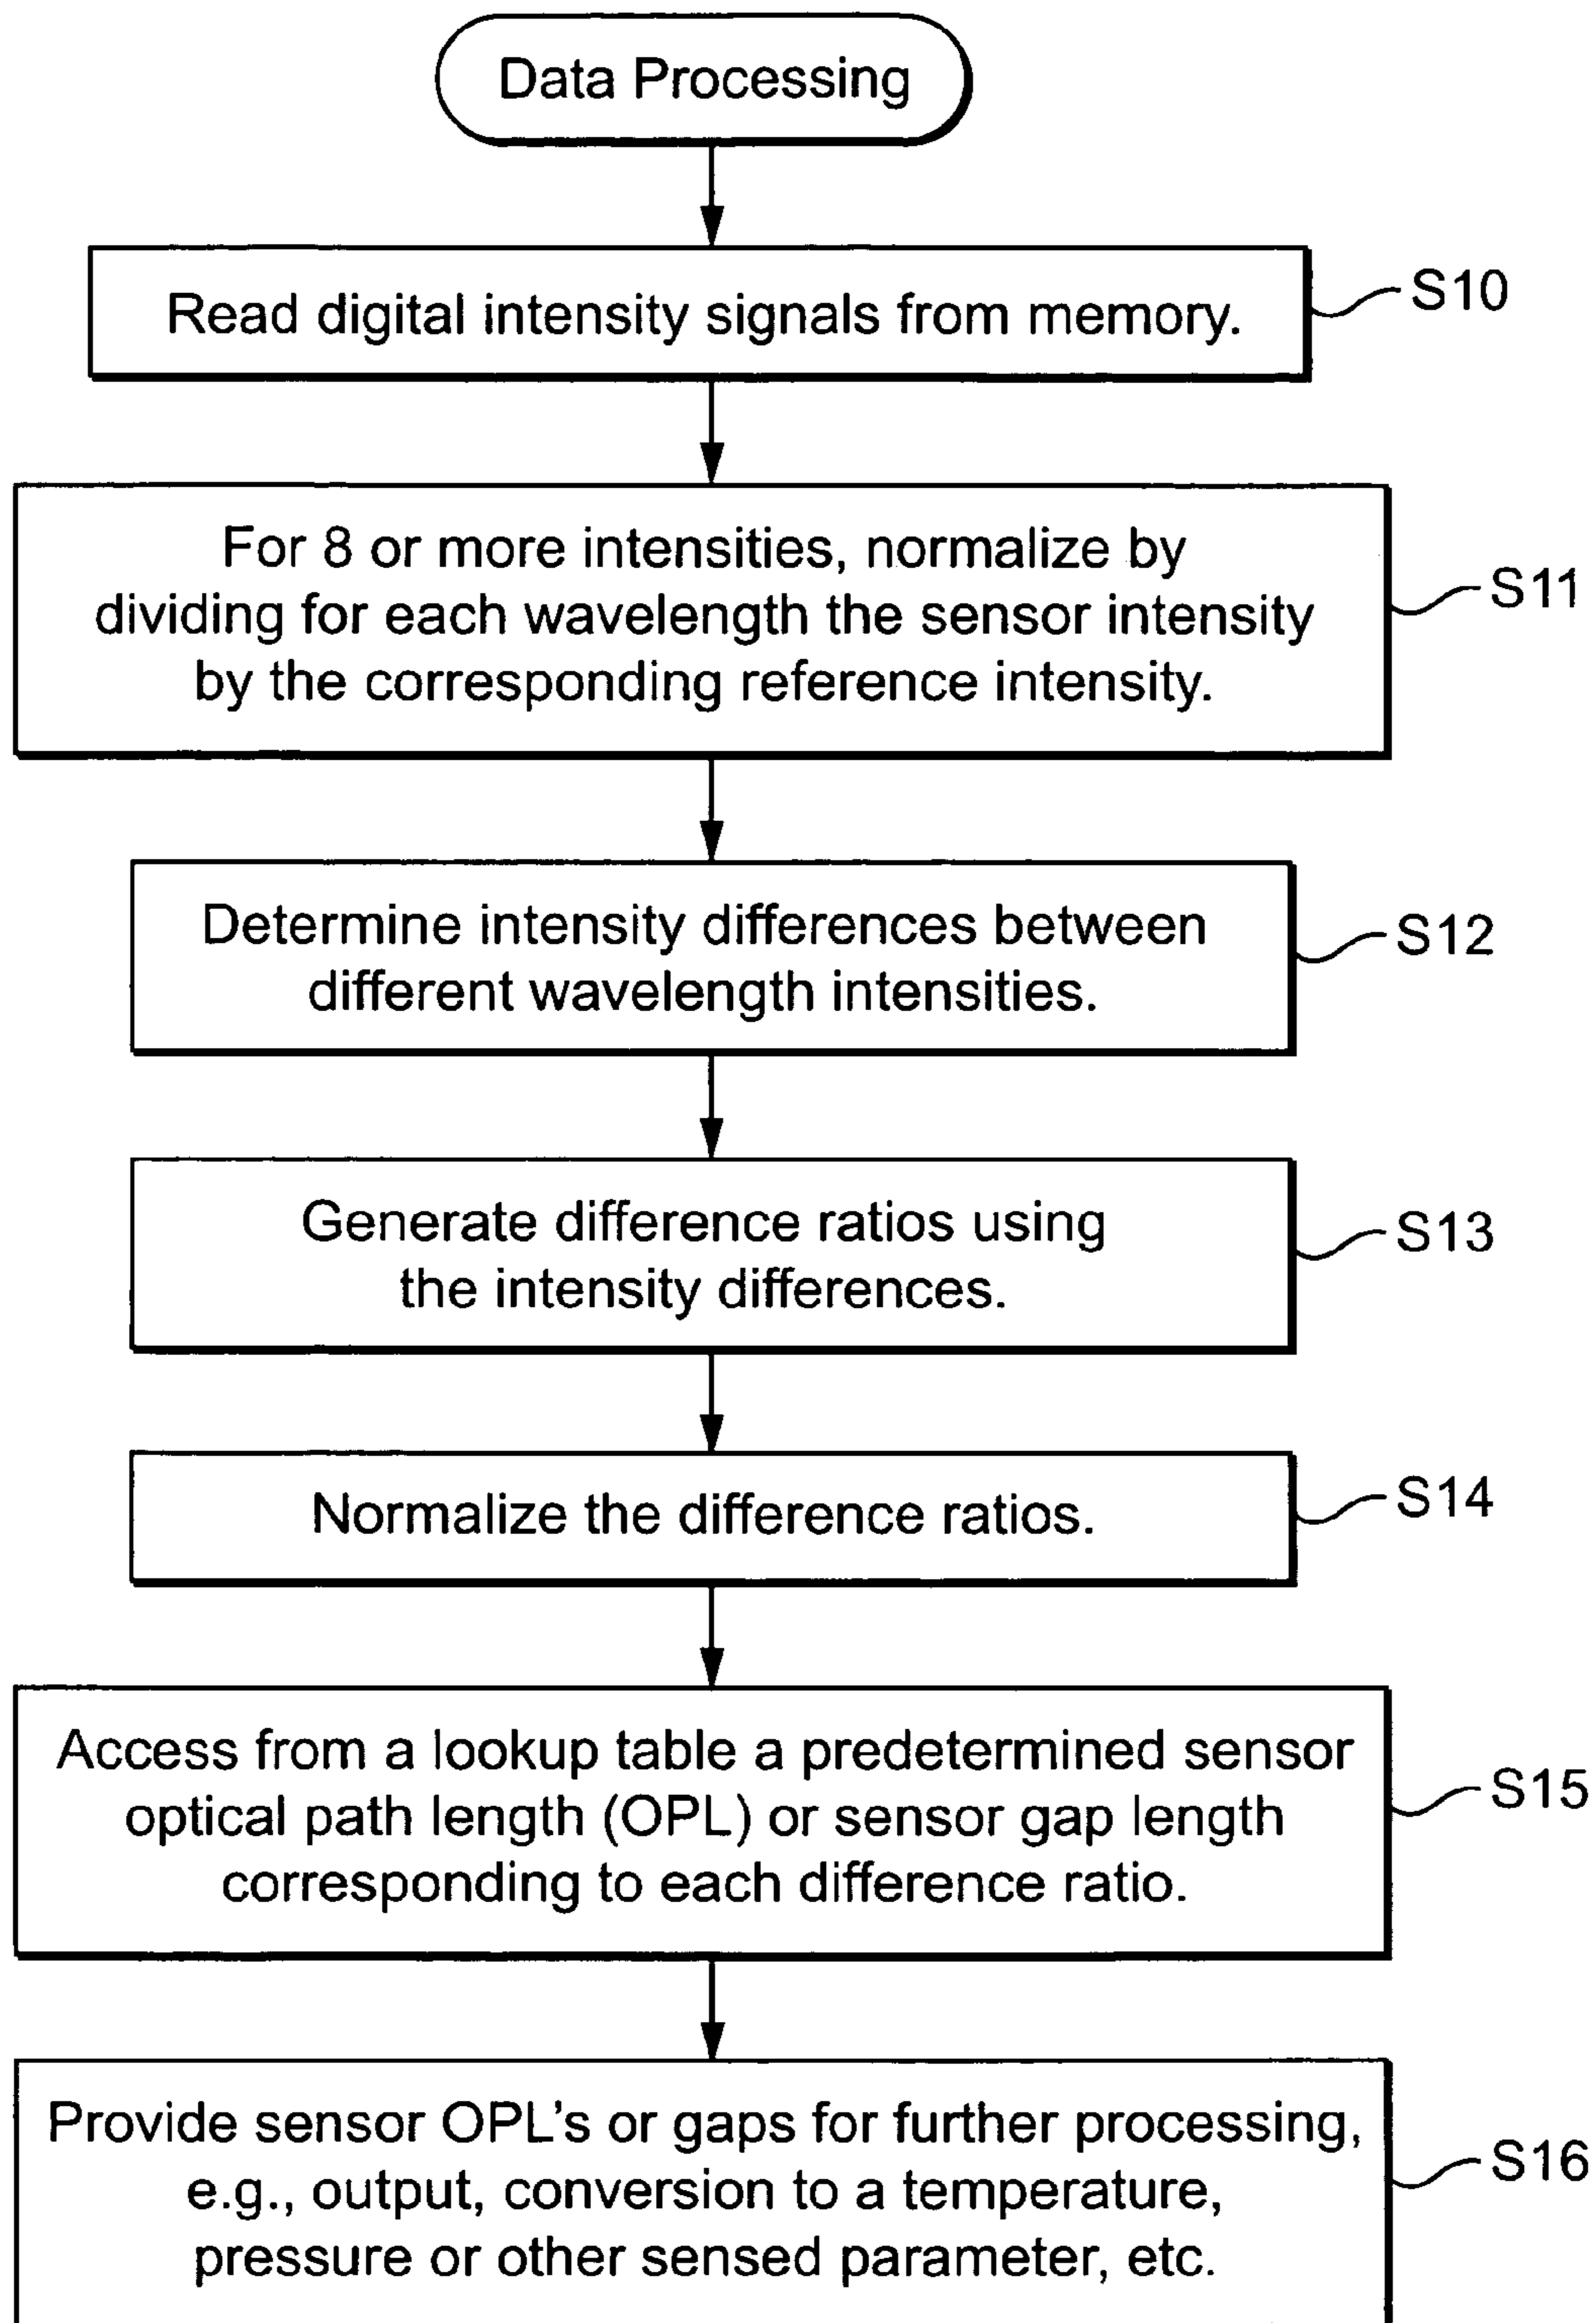 Data Processing
Read digital intensity signals from memory.
S10
For 8 or more intensities, normalize by
dividing for each wavelength the sensor intensity
by the corresponding reference intensity.
S11
Determine intensity differences between
different wavelength intensities.
S12
Generate difference ratios using
the intensity differences.
S13
Normalize the difference ratios.
S14
Access from a lookup table a predetermined sensor
optical path length (OPL) or sensor gap length
corresponding to each difference ratio.
S15
Provide sensor OPL's or gaps for further processing,
e.g., output, conversion to a temperature,
pressure or other sensed parameter, etc.
S16